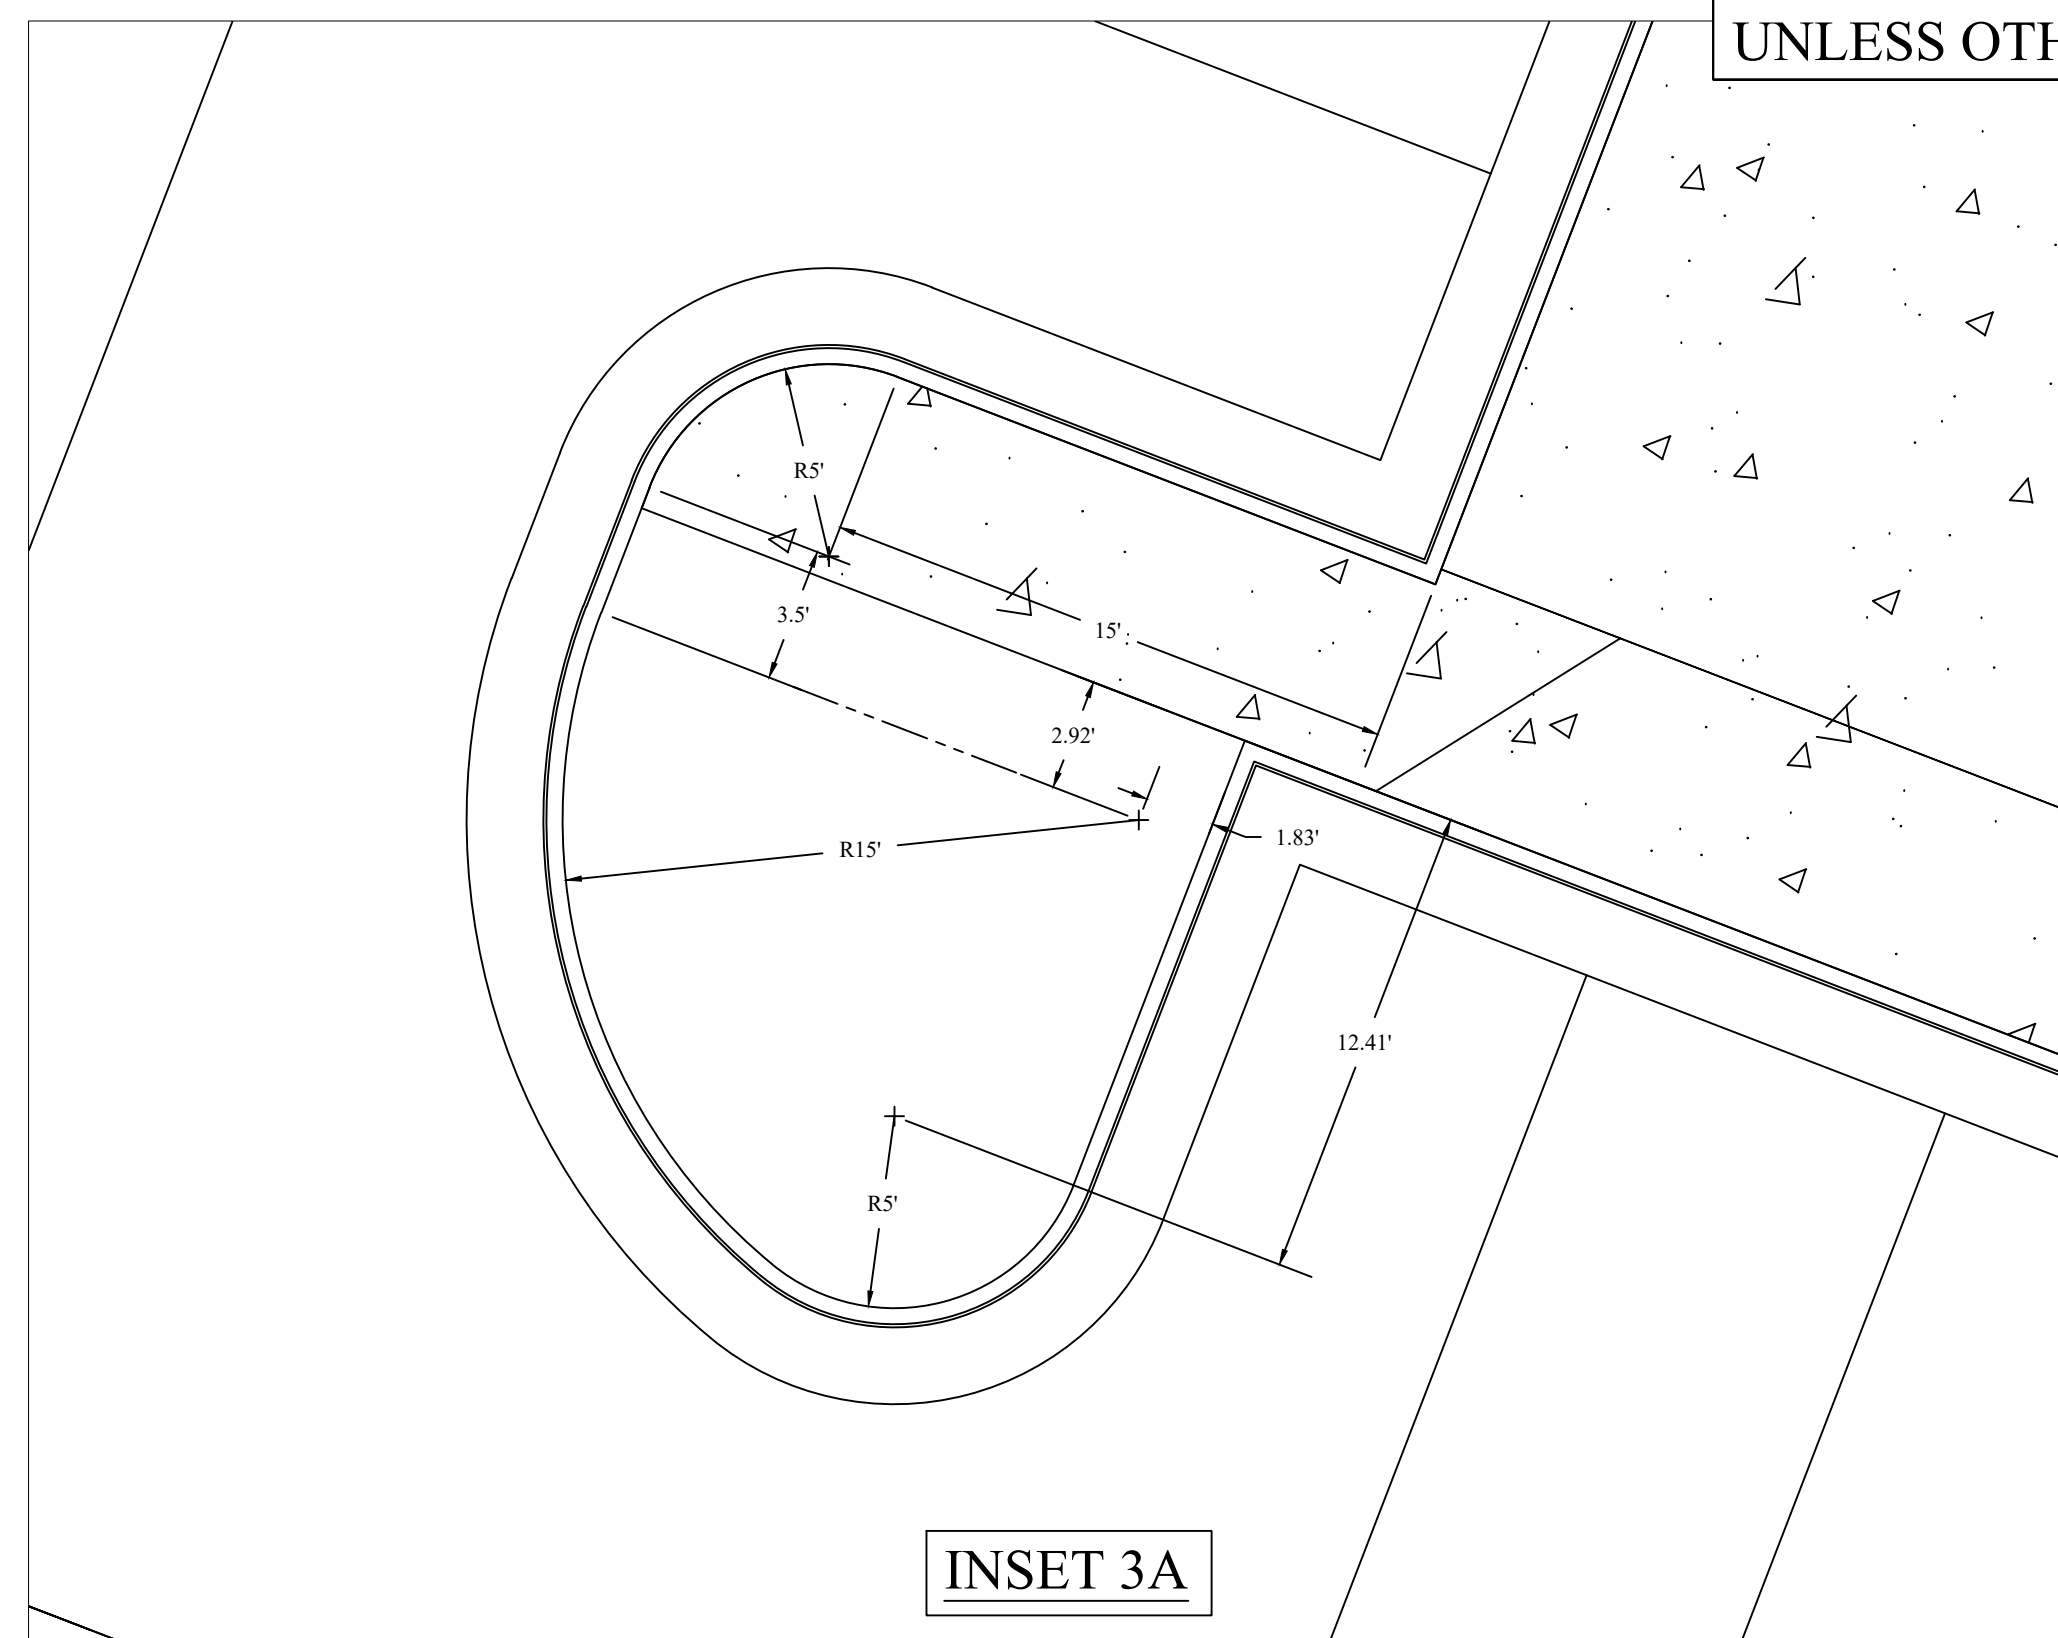 UNLESS OTH
R5'
3.5'
15'
2.92'
1.83'
R15'
12.41'
R5'
INSET 3A